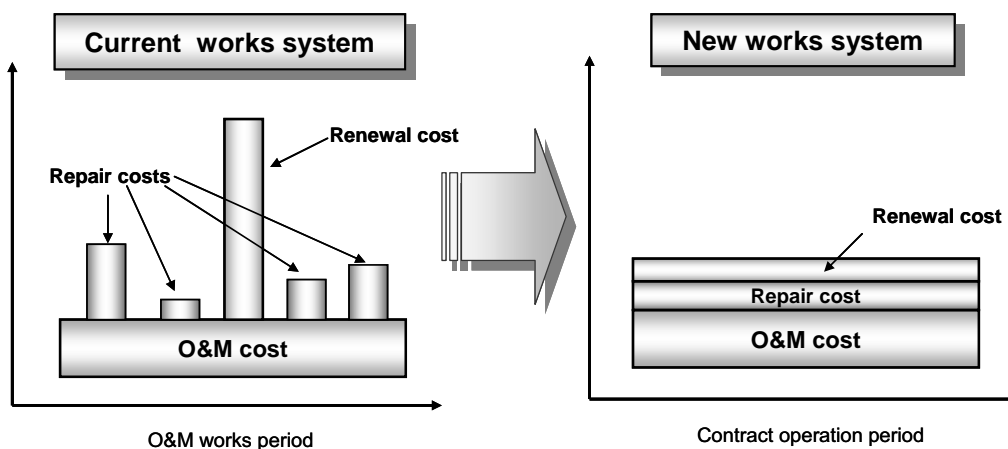 Current works system
New works system
Renewal cost
Repair costs
O&M cost
O&M works period
Renewal cost
Repair cost
O&M cost
Contract operation period